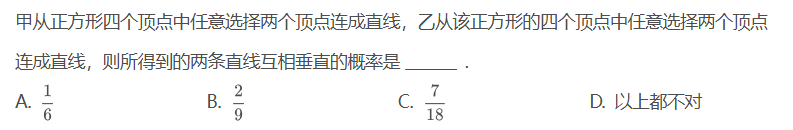 甲从正方形四个顶点中任意选择两个顶点连成直线，乙从该正方形的四个顶点中任意选择两个顶点
连成直线，则所得到的两条直线互相垂直的概率是 ______ ．
A. 1/6 B. 2/9 C. 7/18 D. 以上都不对